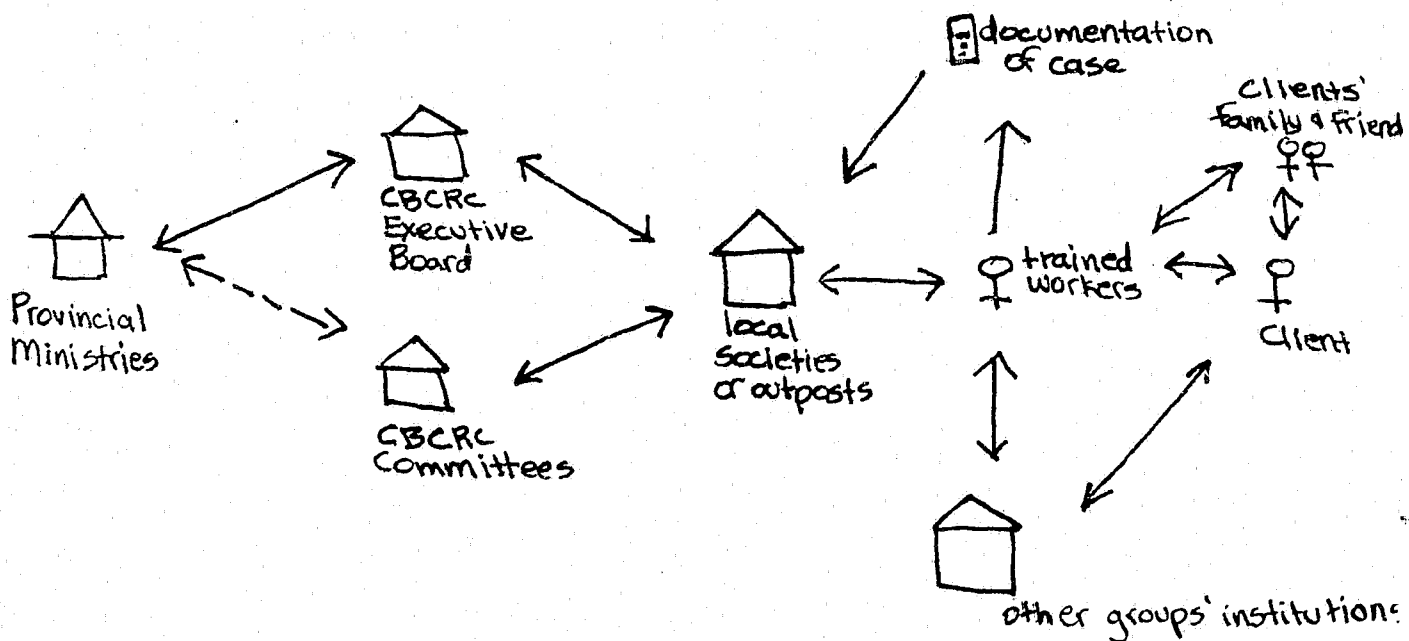 documentation
of case
Clients'
family & friend
CBCRC
Executive
Board
Provincial
Ministries
trained
workers
Client
local
societies
or outposts
CBCRC
Committees
other groups' institutions